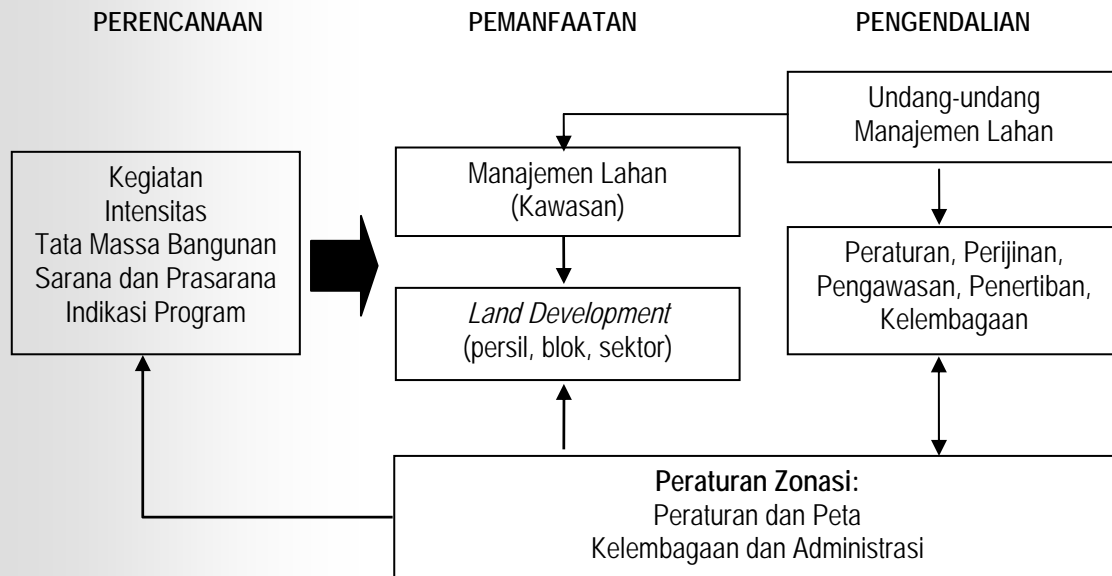 PERENCANAAN
PEMANFAATAN
PENGENDALIAN
Kegiatan
Intensitas
Tata Massa Bangunan
Sarana dan Prasarana
Indikasi Program
Manajemen Lahan
(Kawasan)
Land Development
(persil, blok, sektor)
Undang-undang
Manajemen Lahan
Peraturan, Perijinan,
Pengawasan, Penertiban,
Kelembagaan
Peraturan Zonasi:
Peraturan dan Peta
Kelembagaan dan Administrasi